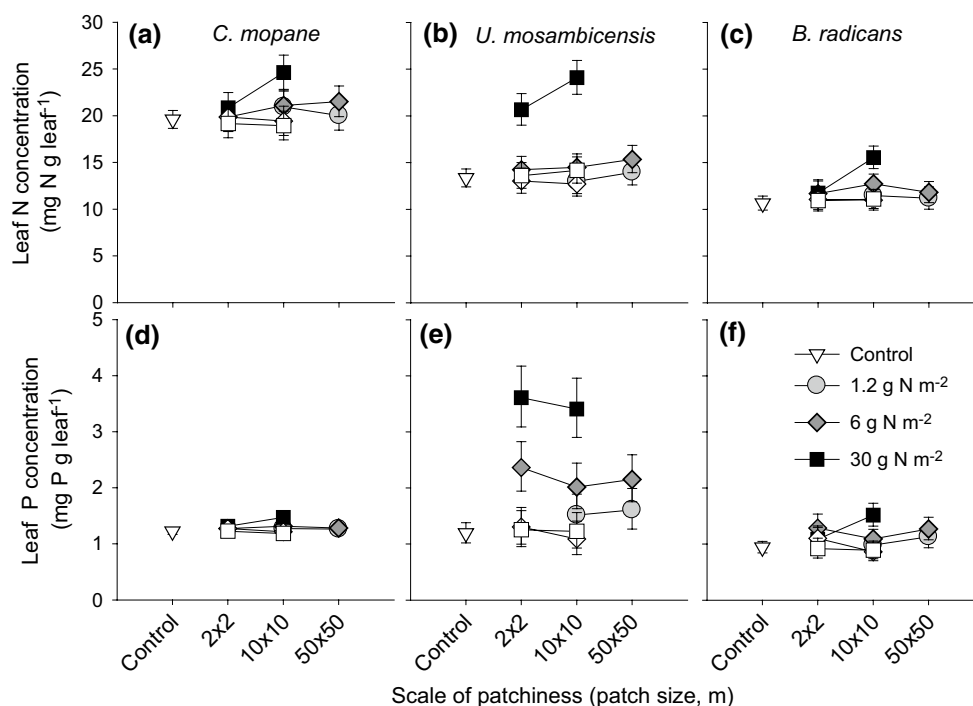 (a) C. mopane
(b) U. mosambicensis
(c) B. radicans
Leaf N concentration
(mg N g leaf⁻¹)
30
25
20
15
10
5
0
(d)
(e)
(f)
Leaf P concentration
(mg P g leaf⁻¹)
5
4
3
2
1
0
Control
1.2 g N m⁻²
6 g N m⁻²
30 g N m⁻²
Control 2x2 10x10 50x50
Control 2x2 10x10 50x50
Control 2x2 10x10 50x50
Scale of patchiness (patch size, m)